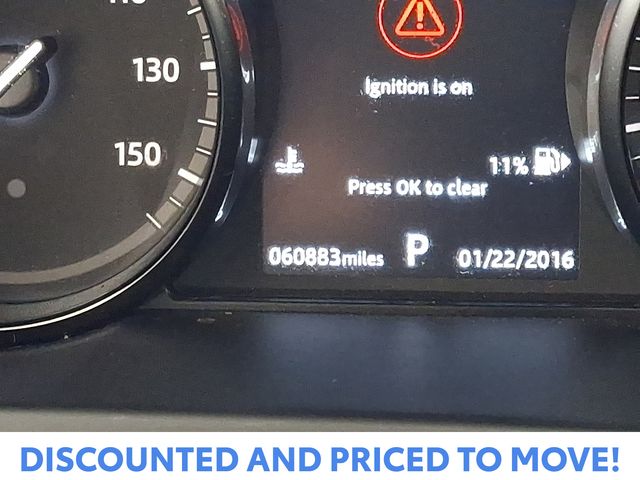 130
Ignition is on
150
11%
Press OK to clear
060883miles P 01/22/2016
DISCOUNTED AND PRICED TO MOVE!